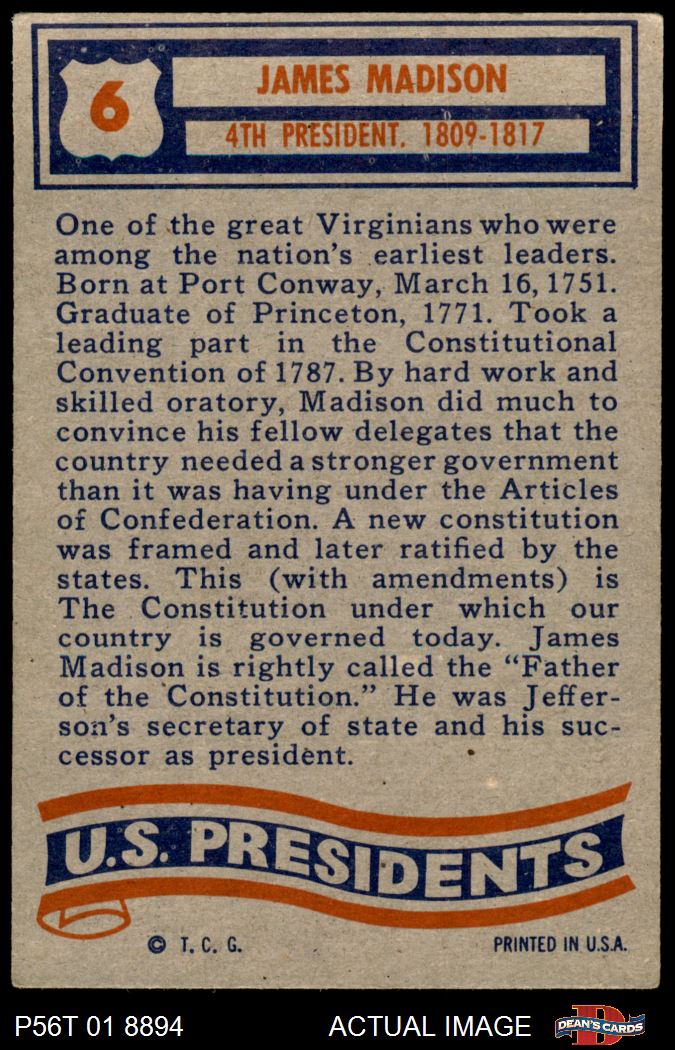 6
JAMES MADISON
4TH PRESIDENT. 1809-1817
One of the great Virginians who were
among the nation's earliest leaders.
Born at Port Conway, March 16, 1751.
Graduate of Princeton, 1771. Took a
leading part in the Constitutional
Convention of 1787. By hard work and
skilled oratory, Madison did much to
convince his fellow delegates that the
country needed a stronger government
than it was having under the Articles
of Confederation. A new constitution
was framed and later ratified by the
states. This (with amendments) is
The Constitution under which our
country is governed today. James
Madison is rightly called the “Father
of the Constitution.” He was Jeffer-
son's secretary of state and his suc-
cessor as president.
U.S. PRESIDENTS
© T. C. G. PRINTED IN U.S.A.
P56T 01 8894 ACTUAL IMAGE D DEAN'S CARDS